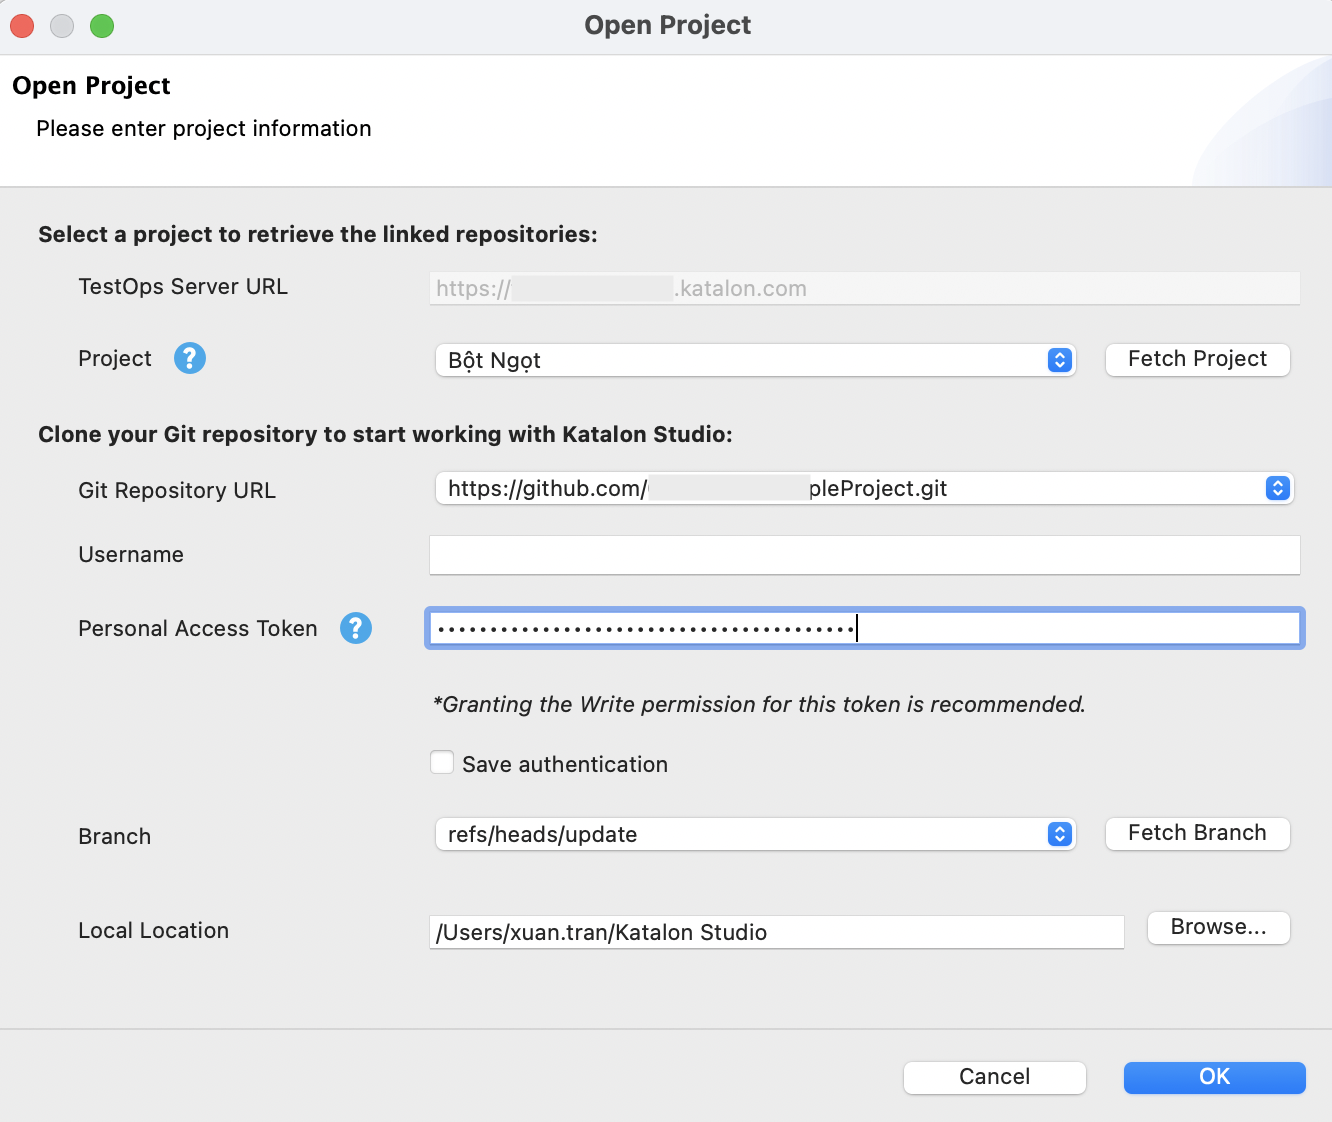 Open Project
Open Project
Please enter project information
Select a project to retrieve the linked repositories:
TestOps Server URL
https:// .katalon.com
Project ?
Bột Ngọt
Fetch Project
Clone your Git repository to start working with Katalon Studio:
Git Repository URL
https://github.com/ pleProject.git
Username
Personal Access Token ?
••••••••••••••••••••••••••••••••••••••••
*Granting the Write permission for this token is recommended.
Save authentication
Branch
refs/heads/update
Fetch Branch
Local Location
/Users/xuan.tran/Katalon Studio
Browse...
Cancel
OK